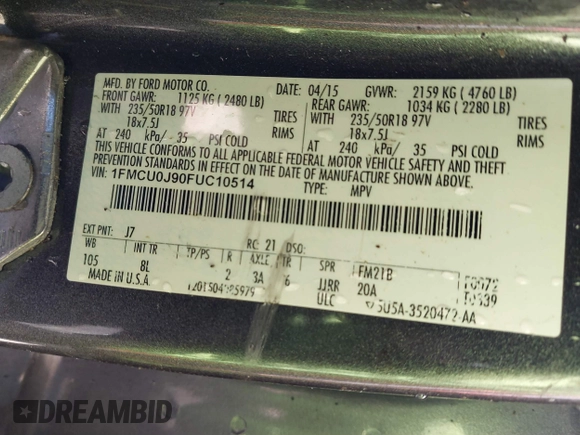 MFD. BY FORD MOTOR CO.
DATE: 04/15 GVWR: 2159 KG ( 4760 LB)
FRONT GAWR: 1125 KG ( 2480 LB) REAR GAWR: 1034 KG ( 2280 LB)
WITH 235/50R18 97V TIRES WITH 235/50R18 97V TIRES
18x7.5J RIMS 18x7.5J RIMS
AT 240 kPa/ 35 PSI COLD AT 240 kPa/ 35 PSI COLD
THIS VEHICLE CONFORMS TO ALL APPLICABLE FEDERAL MOTOR VEHICLE SAFETY AND THEFT
PREVENTION STANDARDS IN EFFECT ON THE DATE OF MANUFACTURE SHOWN ABOVE.
VIN: 1FMCU0J90FUC10514 TYPE: MPV
EXT PNT: J7 RC: 21 DSO:
WB INT TR TP/PS R AXLE TR SPR FM21B
105 8L 2 3A 6 JJRR 20A
MADE IN U.S.A. ULC 5U5A-3520472-AA
DREAMBID